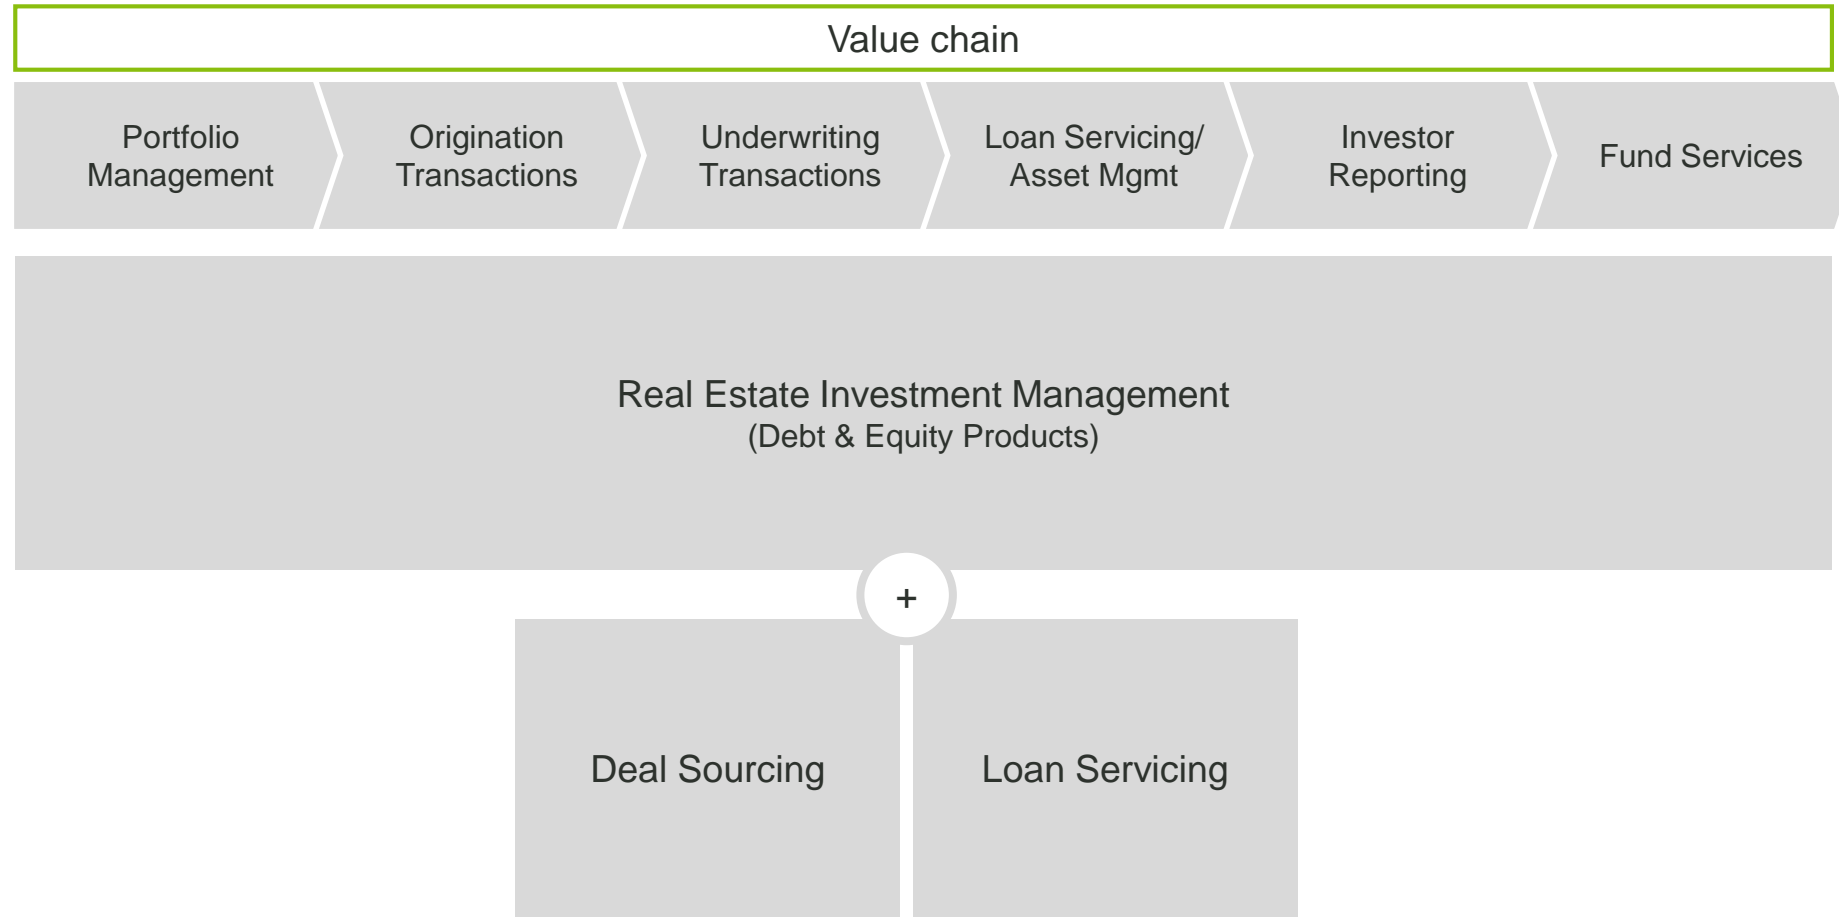 Value chain
Portfolio
Management
Origination
Transactions
Underwriting
Transactions
Loan Servicing/
Asset Mgmt
Investor
Reporting
Fund Services
Real Estate Investment Management
(Debt & Equity Products)
+
Deal Sourcing
Loan Servicing